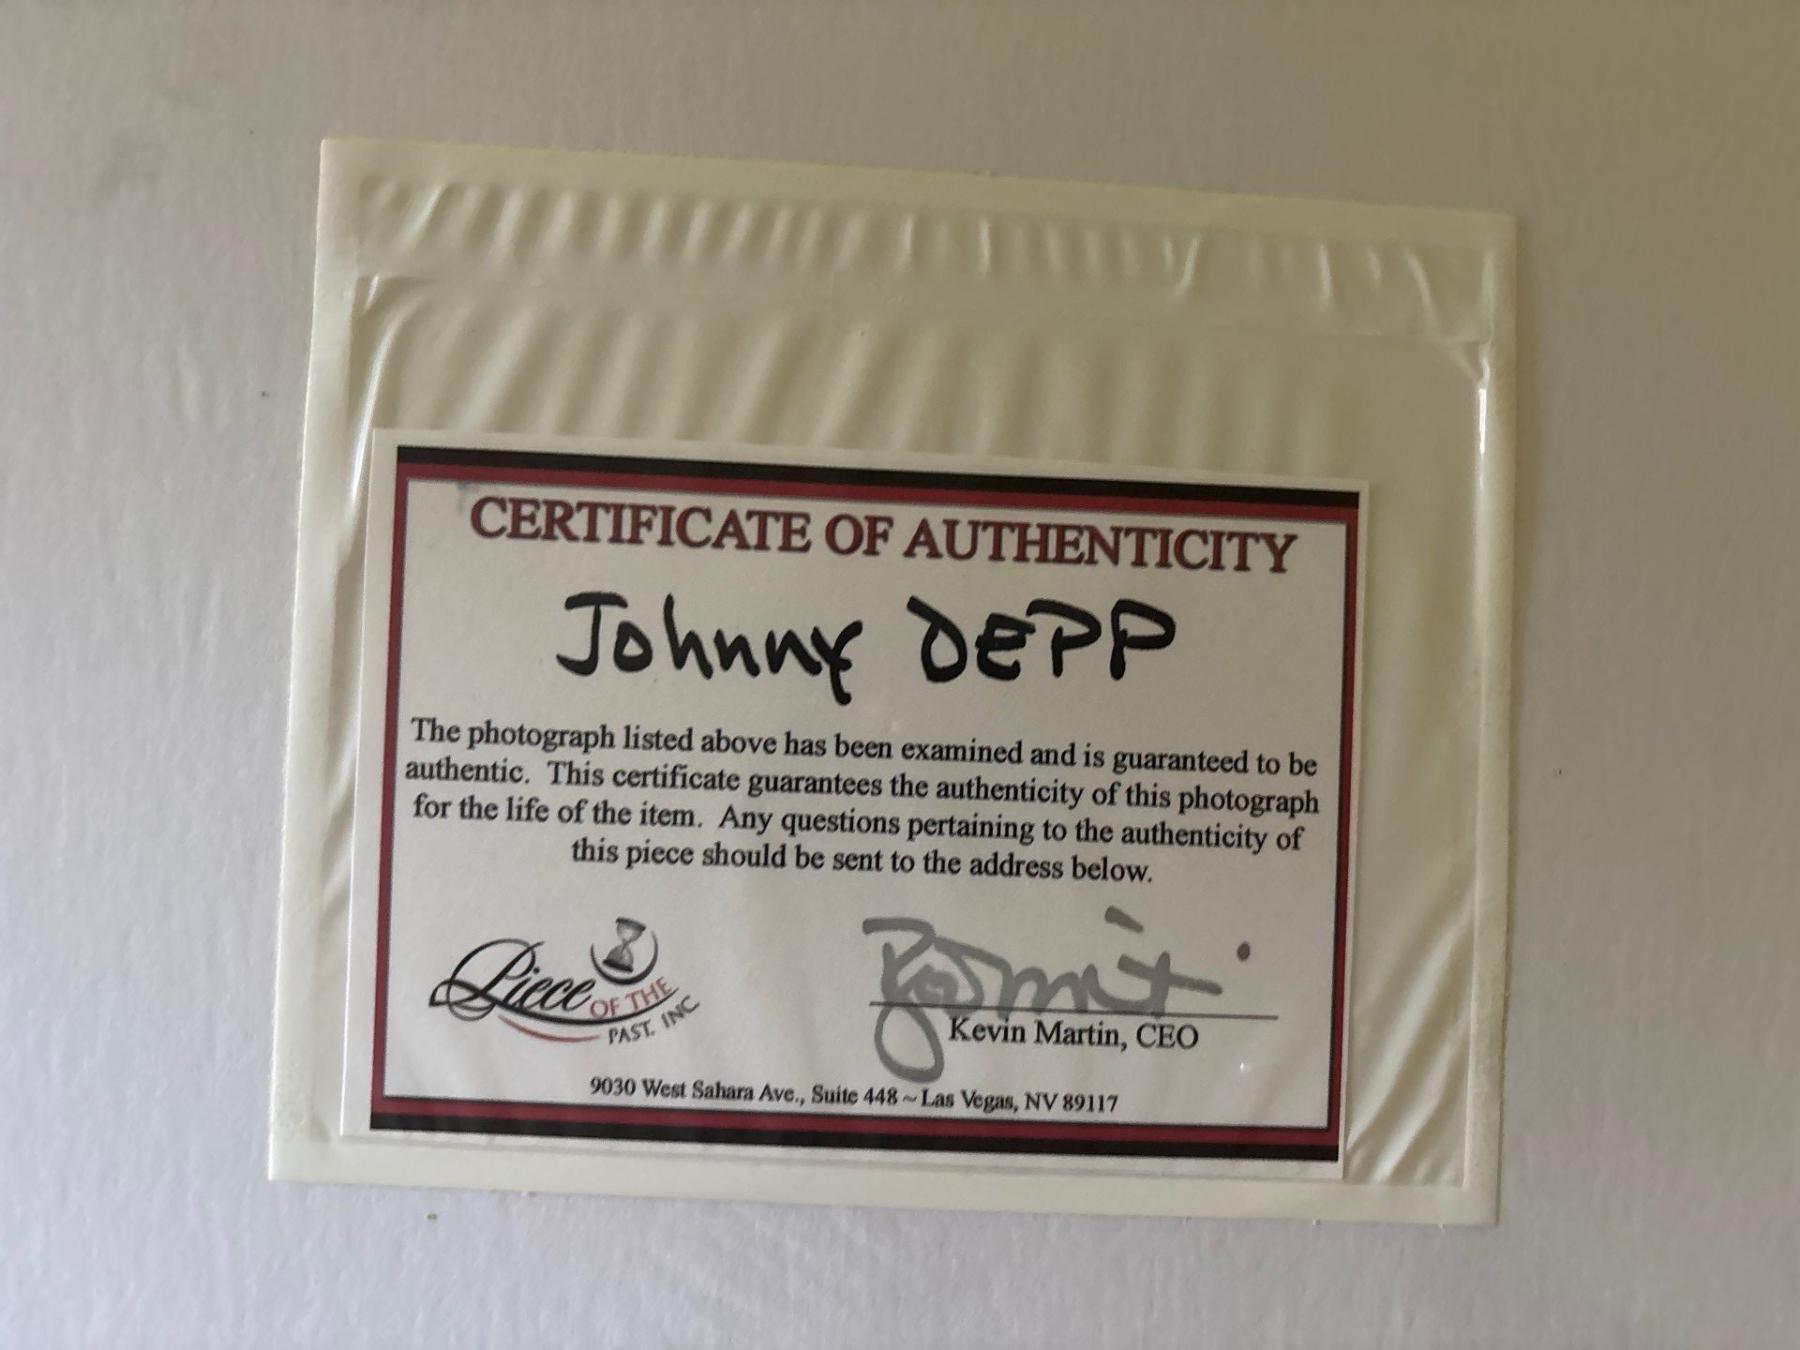 CERTIFICATE OF AUTHENTICITY
Johnny DEPP
The photograph listed above has been examined and is guaranteed to be
authentic. This certificate guarantees the authenticity of this photograph
for the life of the item. Any questions pertaining to the authenticity of
this piece should be sent to the address below.
Piece
OF THE
PAST, INC
Kevin Martin, CEO
9030 West Sahara Ave., Suite 448 ~ Las Vegas, NV 89117